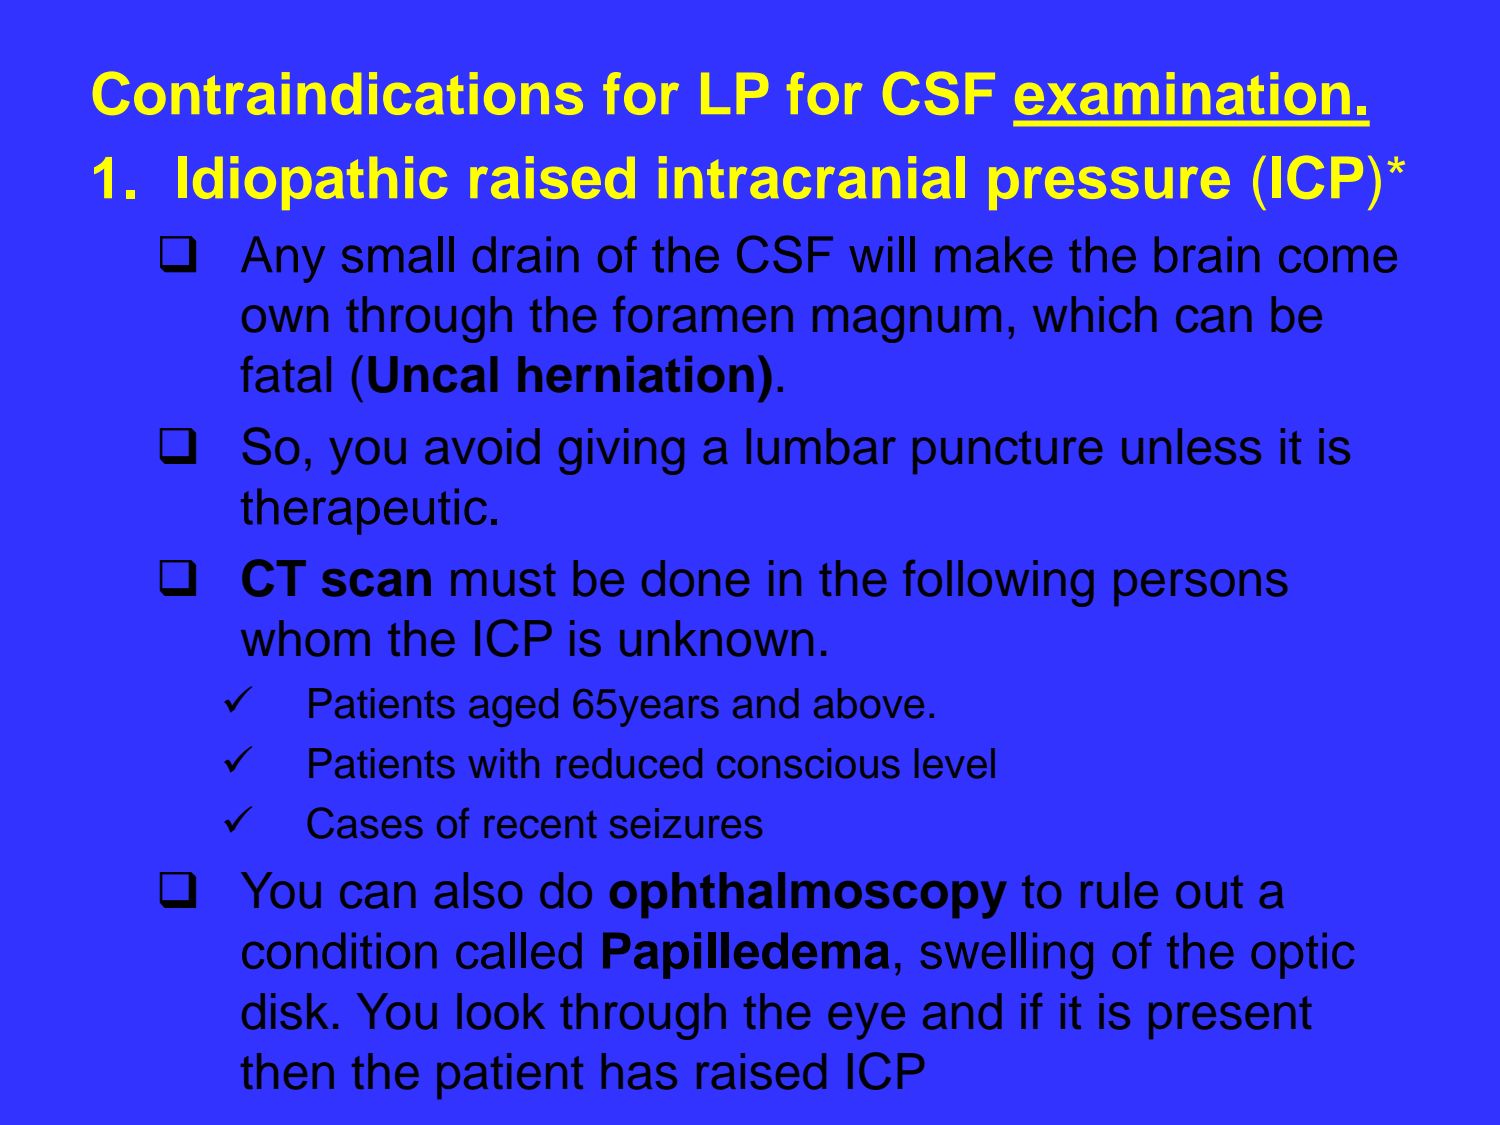 Contraindications for LP for CSF examination.
1. Idiopathic raised intracranial pressure (ICP)*
❑ Any small drain of the CSF will make the brain come
own through the foramen magnum, which can be
fatal (Uncal herniation).
❑ So, you avoid giving a lumbar puncture unless it is
therapeutic.
❑ CT scan must be done in the following persons
whom the ICP is unknown.
✓ Patients aged 65years and above.
✓ Patients with reduced conscious level
✓ Cases of recent seizures
❑ You can also do ophthalmoscopy to rule out a
condition called Papilledema, swelling of the optic
disk. You look through the eye and if it is present
then the patient has raised ICP